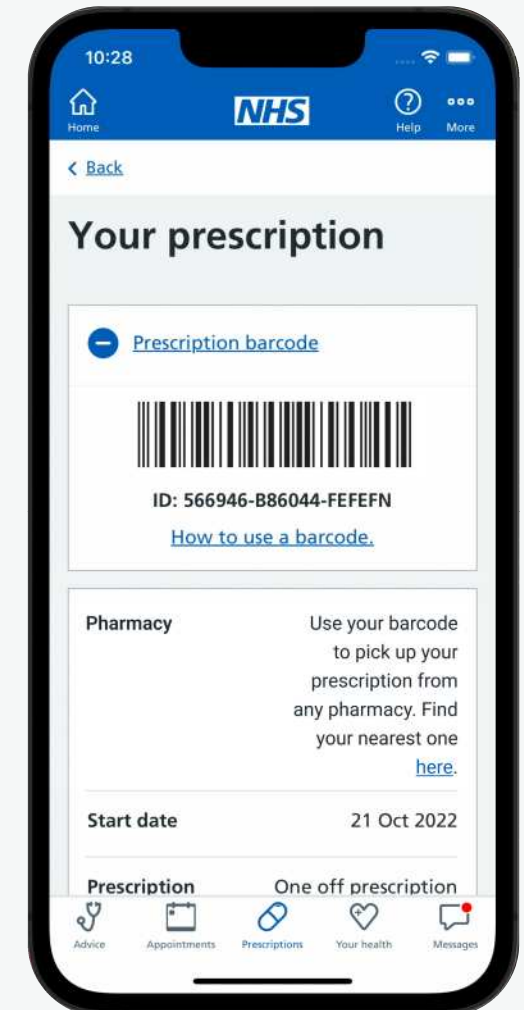 10:28
NHS
Home
Help
More
Back
Your prescription
Prescription barcode
ID: 566946-B86044-FEFEFN
How to use a barcode.
Pharmacy
Use your barcode
to pick up your
prescription from
any pharmacy. Find
your nearest one
here.
Start date
21 Oct 2022
Prescription
One off prescription
Advice
Appointments
Prescriptions
Your health
Messages